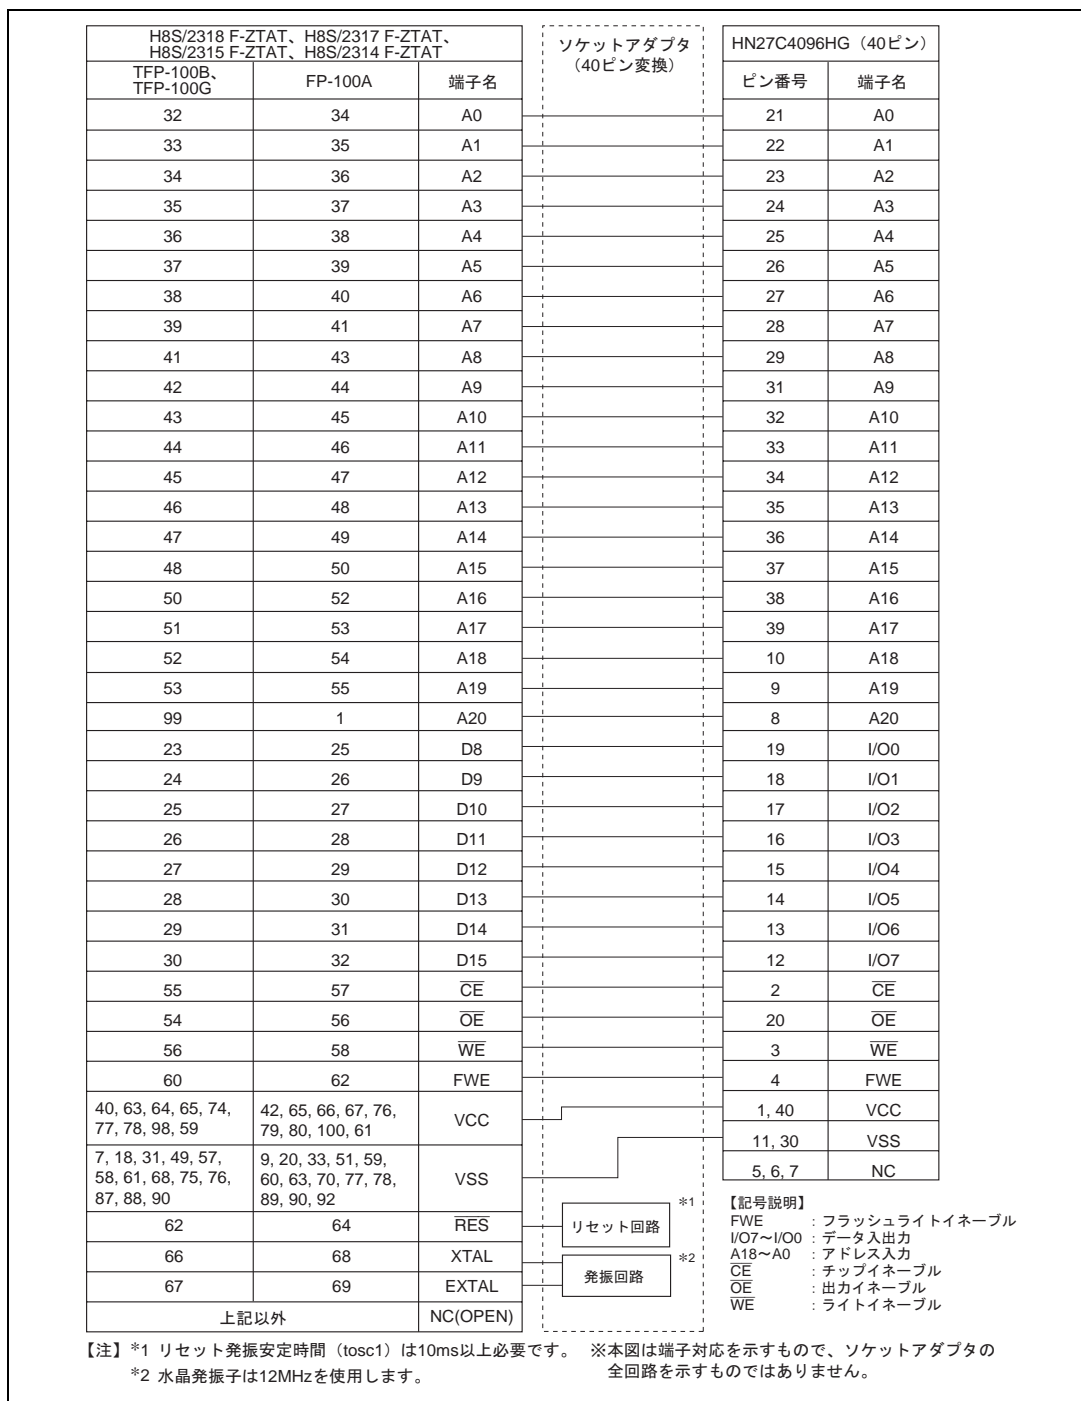 H8S/2318 F-ZTAT、H8S/2317 F-ZTAT、
H8S/2315 F-ZTAT、H8S/2314 F-ZTAT
TFP-100B、
TFP-100G
FP-100A
端子名
ソケットアダプタ
(40ピン変換)
HN27C4096HG(40ピン)
ピン番号 端子名
32 34 A0 21 A0
33 35 A1 22 A1
34 36 A2 23 A2
35 37 A3 24 A3
36 38 A4 25 A4
37 39 A5 26 A5
38 40 A6 27 A6
39 41 A7 28 A7
41 43 A8 29 A8
42 44 A9 31 A9
43 45 A10 32 A10
44 46 A11 33 A11
45 47 A12 34 A12
46 48 A13 35 A13
47 49 A14 36 A14
48 50 A15 37 A15
50 52 A16 38 A16
51 53 A17 39 A17
52 54 A18 10 A18
53 55 A19 9 A19
99 1 A20 8 A20
23 25 D8 19 I/O0
24 26 D9 18 I/O1
25 27 D10 17 I/O2
26 28 D11 16 I/O3
27 29 D12 15 I/O4
28 30 D13 14 I/O5
29 31 D14 13 I/O6
30 32 D15 12 I/O7
55 57 C̅E̅ 2 C̅E̅
54 56 O̅E̅ 20 O̅E̅
56 58 W̅E̅ 3 W̅E̅
60 62 FWE 4 FWE
40, 63, 64, 65, 74,
77, 78, 98, 59
42, 65, 66, 67, 76,
79, 80, 100, 61
VCC
1, 40 VCC
7, 18, 31, 49, 57,
58, 61, 68, 75, 76,
87, 88, 90
9, 20, 33, 51, 59,
60, 63, 70, 77, 78,
89, 90, 92
VSS
11, 30 VSS
5, 6, 7 NC
62 64 R̅E̅S̅ リセット回路 *1
66 68 XTAL
67 69 EXTAL
発振回路 *2
上記以外 NC(OPEN)
【記号説明】
FWE :フラッシュライトイネーブル
I/O7~I/O0 :データ入出力
A18~A0 :アドレス入力
C̅E̅ :チップイネーブル
O̅E̅ :出力イネーブル
W̅E̅ :ライトイネーブル
【注】*1 リセット発振安定時間(tosc1)は10ms以上必要です。
*2 水晶発振子は12MHzを使用します。
※本図は端子対応を示すもので、ソケットアダプタの
全回路を示すものではありません。